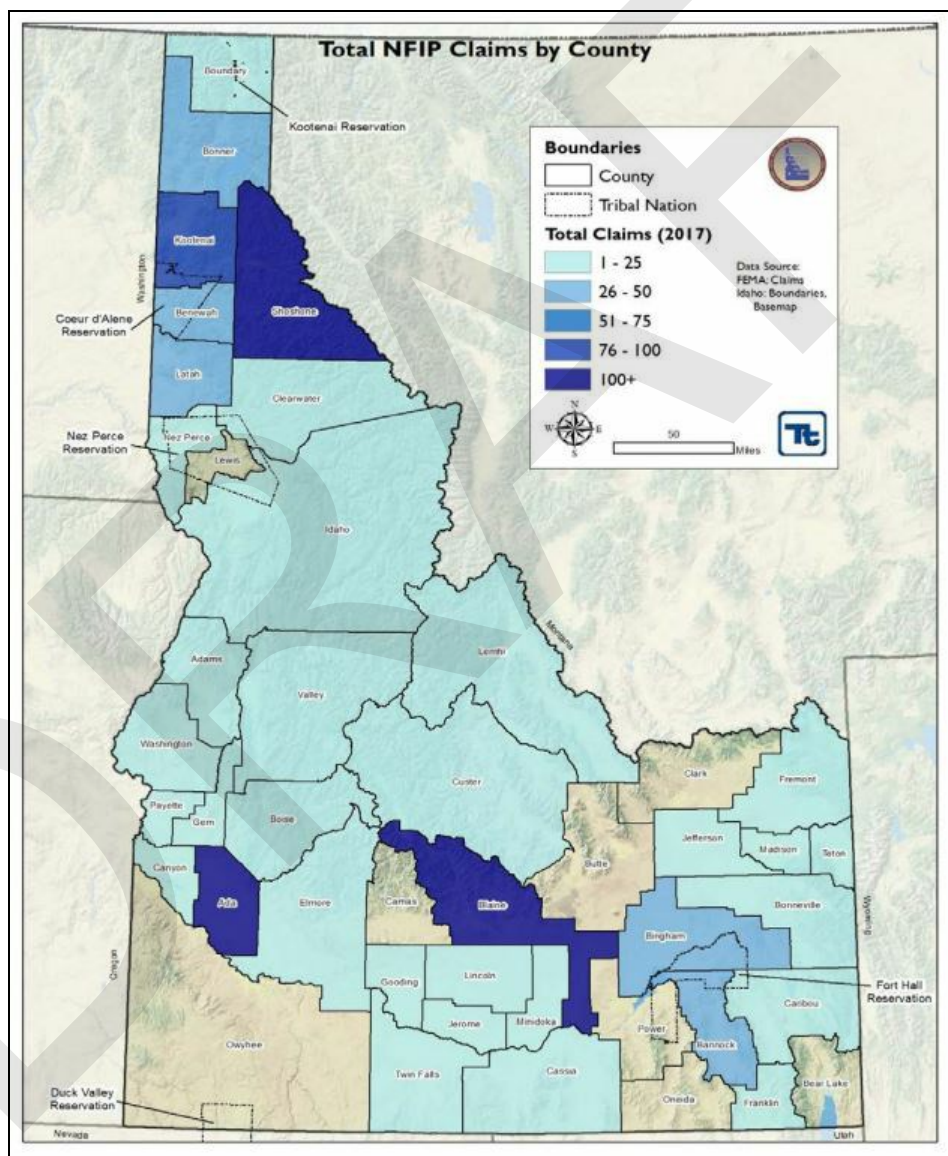 Total NFIP Claims by County
Boundary
Kootenai Reservation
Bonner
Kootenai
Washington
Coeur d'Alene
Reservation
Benewah
Shoshone
Latah
Clearwater
Nez Perce
Reservation
Nez Perce
Lewis
Idaho
Boundaries
County
Tribal Nation
Total Claims (2017)
1 - 25
26 - 50
51 - 75
76 - 100
100+
Data Source:
FEMA: Claims
Idaho: Boundaries,
Basemap
N
W E
S
50
Miles
Tt
Montana
Adams
Lemhi
Valley
Washington
Custer
Clark
Fremont
Payette
Gem
Boise
Jefferson
Madison
Teton
Butte
Canyon
Ada
Elmore
Camas
Blaine
Bonneville
Wyoming
Bingham
Oregon
Gooding
Lincoln
Fort Hall
Reservation
Caribou
Jerome
Minidoka
Power
Bannock
Owyhee
Twin Falls
Cassia
Oneida
Franklin
Bear Lake
Duck Valley
Reservation
Nevada
Utah
DRAFT